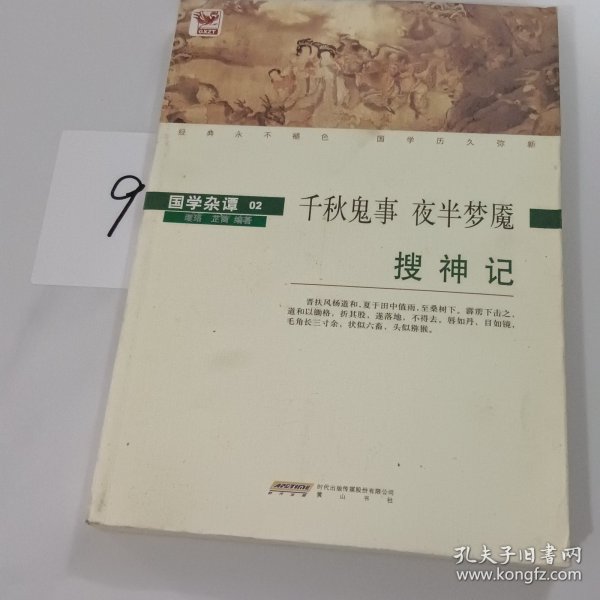 GXZT
经典永不褪色 国学历久弥新
9
国学杂谭 02
编著
千秋鬼事 夜半梦魇
搜神记
晋扶风杨道和，夏于田中值雨，至桑树下。霹雳下击之，
道和以锄格，折其股，遂落地，不得去。唇如丹，目如镜，
毛角长三寸余，状似六畜，头似猕猴。
时代出版传媒股份有限公司
黄山书社
孔夫子旧书网
www.kongfz.com